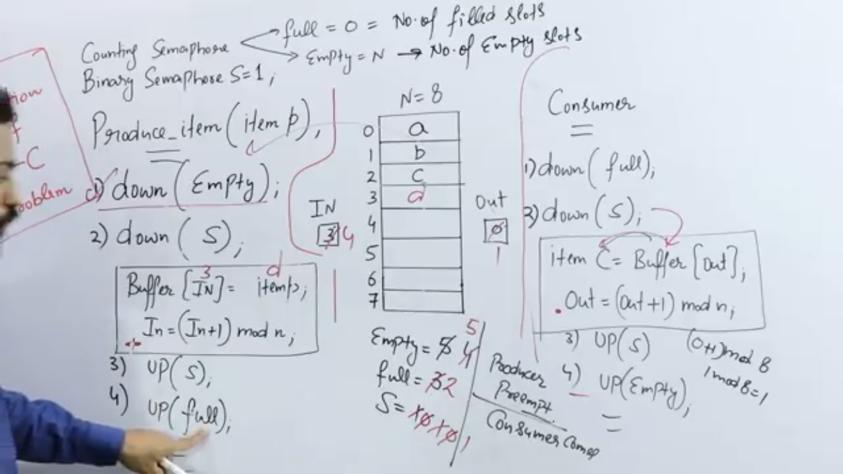 Counting Semaphore
full = 0 = No. of filled slots
Empty = N → No. of Empty slots
Binary Semaphore S=1;
Produce_item(item p),
1) down(Empty);
2) down(S);
Buffer[IN] = itemp;
3
d
In = (In+1) mod n;
3) UP(S),
4) UP(full);
N = 8
0 a
1 b
2 c
3 d
4
5
6
7
IN
3 4
Out
0
1
Consumer
1) down(full);
2) down(S);
item C = Buffer[Out];
Out = (Out+1) mod n;
3) UP(S)
4) UP(Empty);
(0+1) mod 8
1 mod 8 = 1
Empty = 5 4 5
full = 3 2
S = 1 0 1 0 1
Producer
Preempt.
Consumer
problem